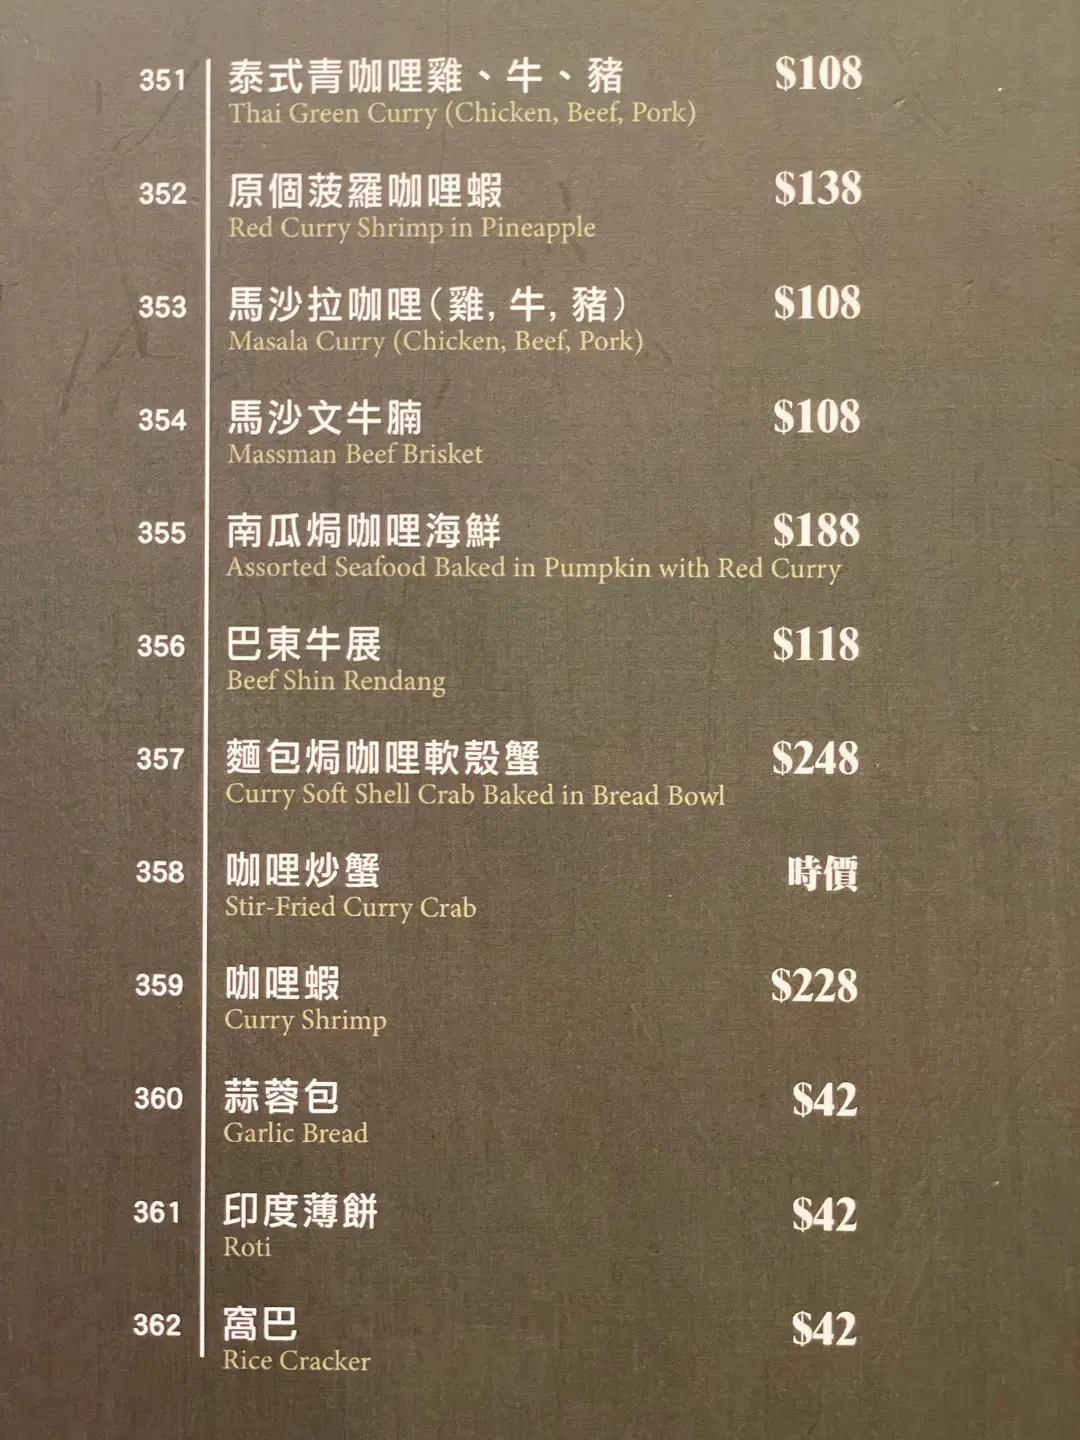 351 泰式青咖哩雞、牛、豬 $108
Thai Green Curry (Chicken, Beef, Pork)
352 原個菠羅咖哩蝦 $138
Red Curry Shrimp in Pineapple
353 馬沙拉咖哩(雞, 牛, 豬) $108
Masala Curry (Chicken, Beef, Pork)
354 馬沙文牛腩 $108
Massman Beef Brisket
355 南瓜焗咖哩海鮮 $188
Assorted Seafood Baked in Pumpkin with Red Curry
356 巴東牛展 $118
Beef Shin Rendang
357 麵包焗咖哩軟殼蟹 $248
Curry Soft Shell Crab Baked in Bread Bowl
358 咖哩炒蟹 時價
Stir-Fried Curry Crab
359 咖哩蝦 $228
Curry Shrimp
360 蒜蓉包 $42
Garlic Bread
361 印度薄餅 $42
Roti
362 窩巴 $42
Rice Cracker